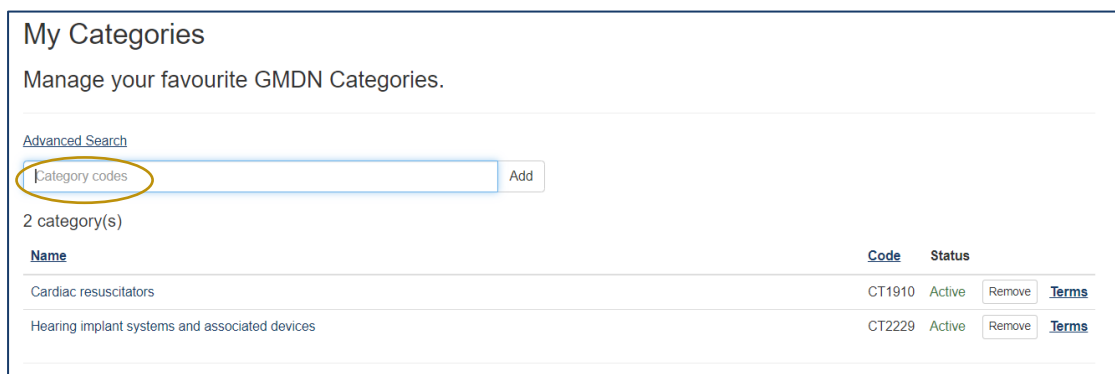 My Categories
Manage your favourite GMDN Categories.
Advanced Search
Category codes Add
2 category(s)
Name Code Status
Cardiac resuscitators CT1910 Active Remove Terms
Hearing implant systems and associated devices CT2229 Active Remove Terms